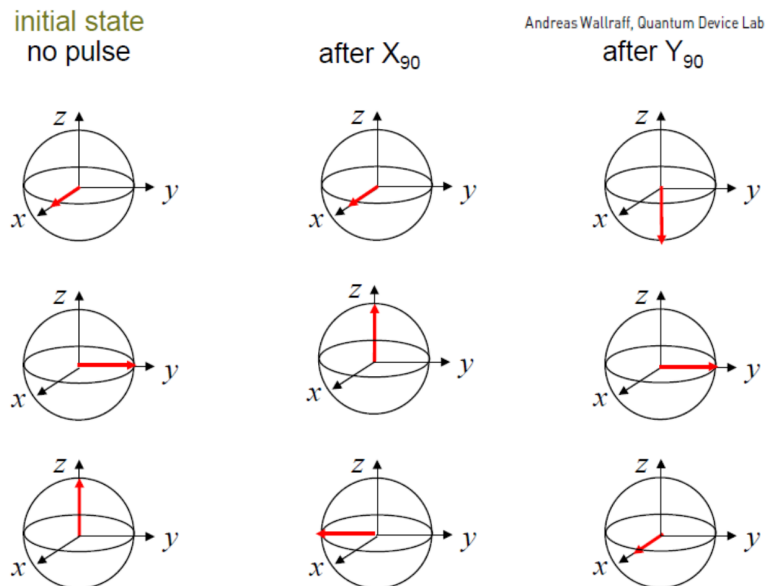 initial state
no pulse
after X90
Andreas Wallraff, Quantum Device Lab
after Y90
z
y
x
z
y
x
z
y
x
z
y
x
z
y
x
z
y
x
z
y
x
z
y
x
z
y
x